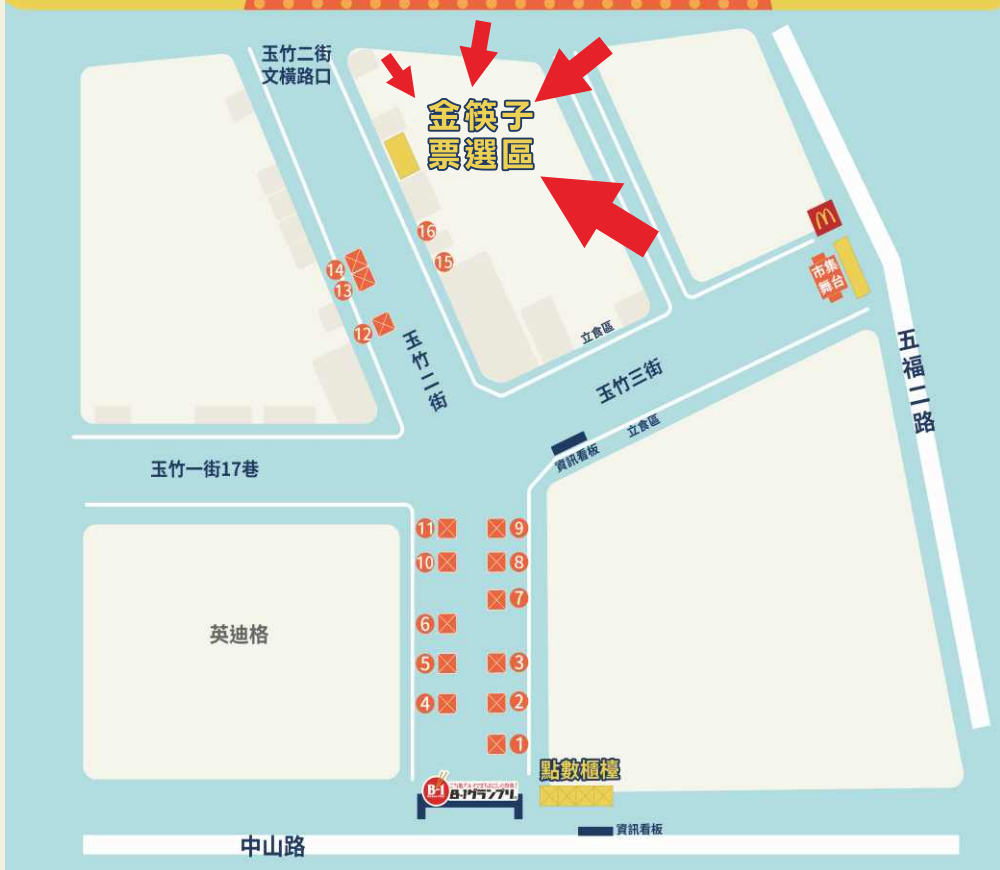 玉竹二街
文橫路口
金筷子
票選區
16
15
14
13
12
市集
舞台
玉竹二街
立食區
玉竹三街
五福二路
立食區
資訊看板
玉竹一街17巷
11
9
10
8
7
6
英迪格
5
3
4
2
1
點數櫃檯
B-1
B-1グランプリ
資訊看板
中山路